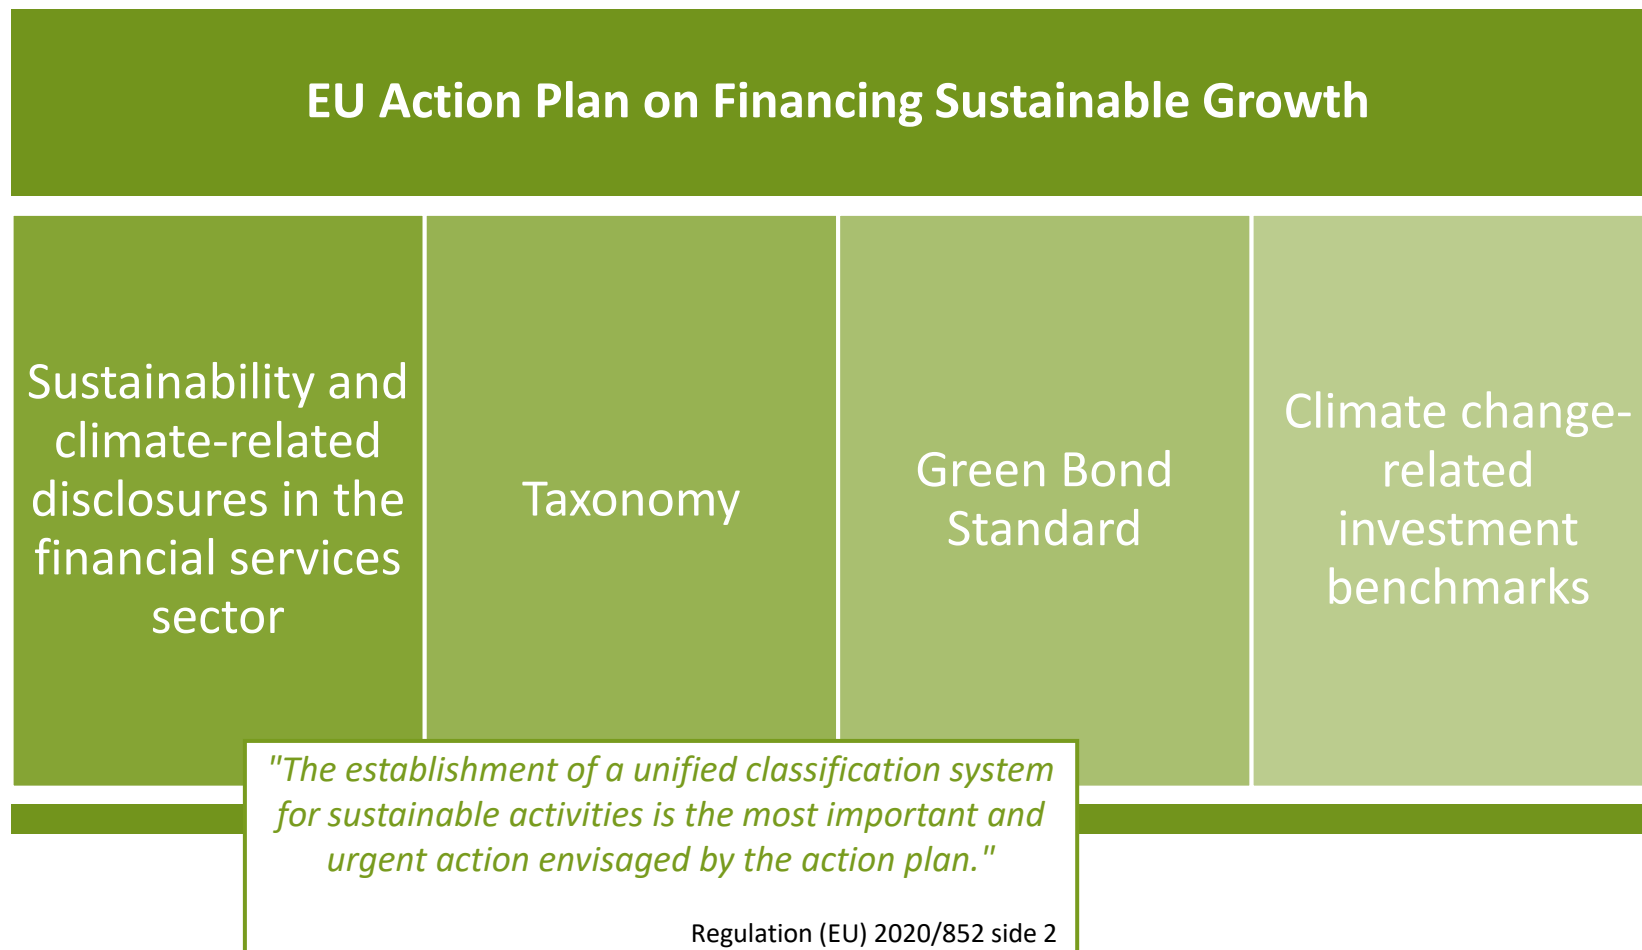 EU Action Plan on Financing Sustainable Growth
Sustainability and
climate-related
disclosures in the
financial services
sector
Taxonomy
Green Bond
Standard
Climate change-
related
investment
benchmarks
"The establishment of a unified classification system
for sustainable activities is the most important and
urgent action envisaged by the action plan."
Regulation (EU) 2020/852 side 2